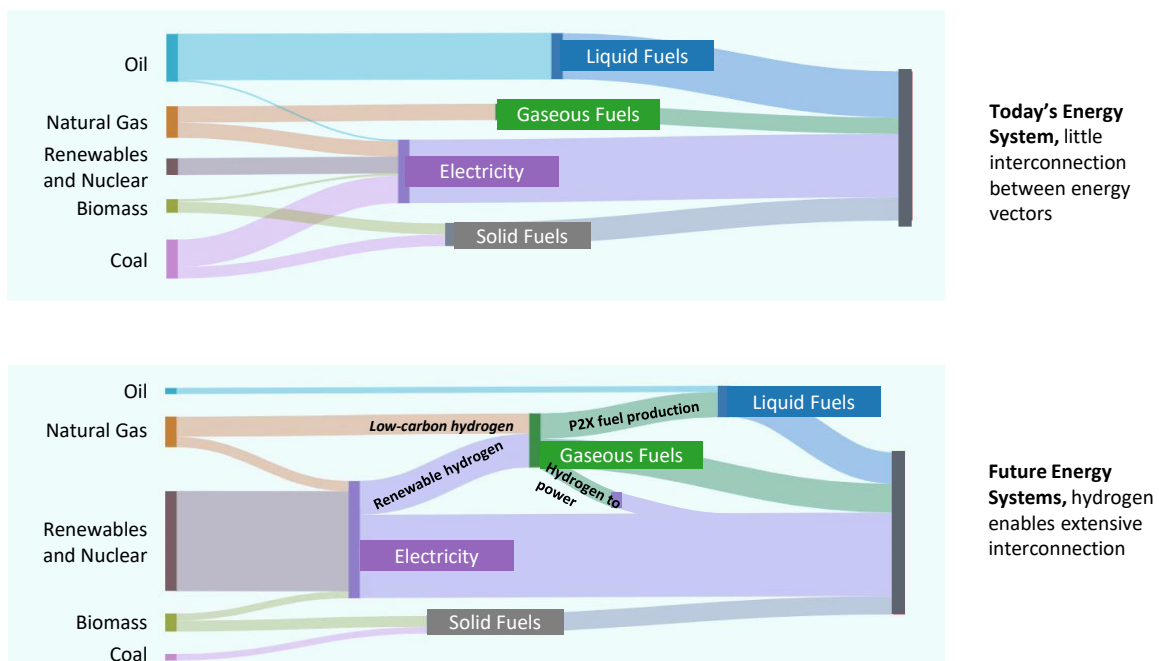 Oil
Liquid Fuels
Natural Gas
Gaseous Fuels
Renewables
and Nuclear
Electricity
Biomass
Solid Fuels
Coal
Today's Energy
System, little
interconnection
between energy
vectors
Oil
Liquid Fuels
Natural Gas
Low-carbon hydrogen
P2X fuel production
Renewable hydrogen
Gaseous Fuels
Hydrogen to
power
Renewables
and Nuclear
Electricity
Biomass
Solid Fuels
Coal
Future Energy
Systems, hydrogen
enables extensive
interconnection